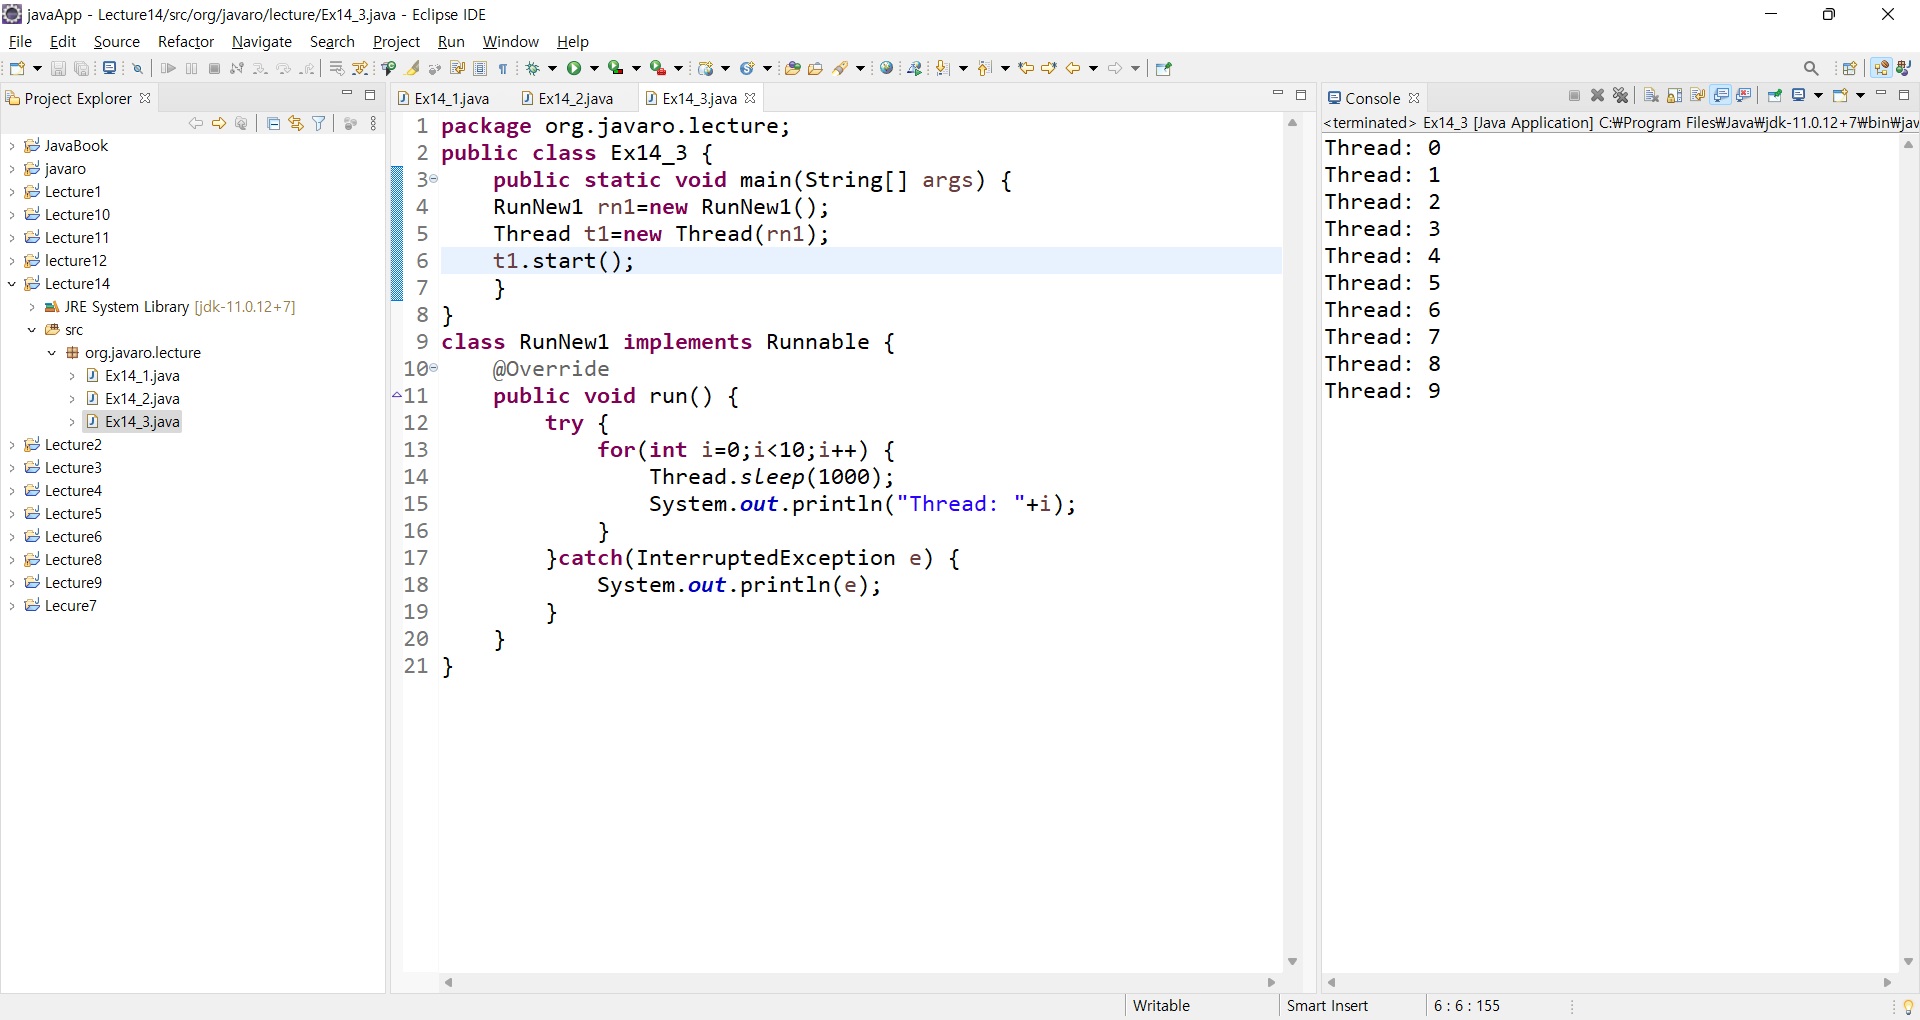 javaApp - Lecture14/src/org/javaro/lecture/Ex14_3.java - Eclipse IDE
File Edit Source Refactor Navigate Search Project Run Window Help
Project Explorer
JavaBook
javaro
Lecture1
Lecture10
Lecture11
lecture12
Lecture14
JRE System Library [jdk-11.0.12+7]
src
org.javaro.lecture
Ex14_1.java
Ex14_2.java
Ex14_3.java
Lecture2
Lecture3
Lecture4
Lecture5
Lecture6
Lecture8
Lecture9
Lecure7
Ex14_1.java Ex14_2.java Ex14_3.java
1 package org.javaro.lecture;
2 public class Ex14_3 {
3 public static void main(String[] args) {
4 RunNew1 rn1=new RunNew1();
5 Thread t1=new Thread(rn1);
6 t1.start();
7 }
8 }
9 class RunNew1 implements Runnable {
10 @Override
11 public void run() {
12 try {
13 for(int i=0;i<10;i++) {
14 Thread.sleep(1000);
15 System.out.println("Thread: "+i);
16 }
17 }catch(InterruptedException e) {
18 System.out.println(e);
19 }
20 }
21 }
Console
<terminated> Ex14_3 [Java Application] C:₩Program Files₩Java₩jdk-11.0.12+7₩bin₩jav
Thread: 0
Thread: 1
Thread: 2
Thread: 3
Thread: 4
Thread: 5
Thread: 6
Thread: 7
Thread: 8
Thread: 9
Writable Smart Insert 6 : 6 : 155